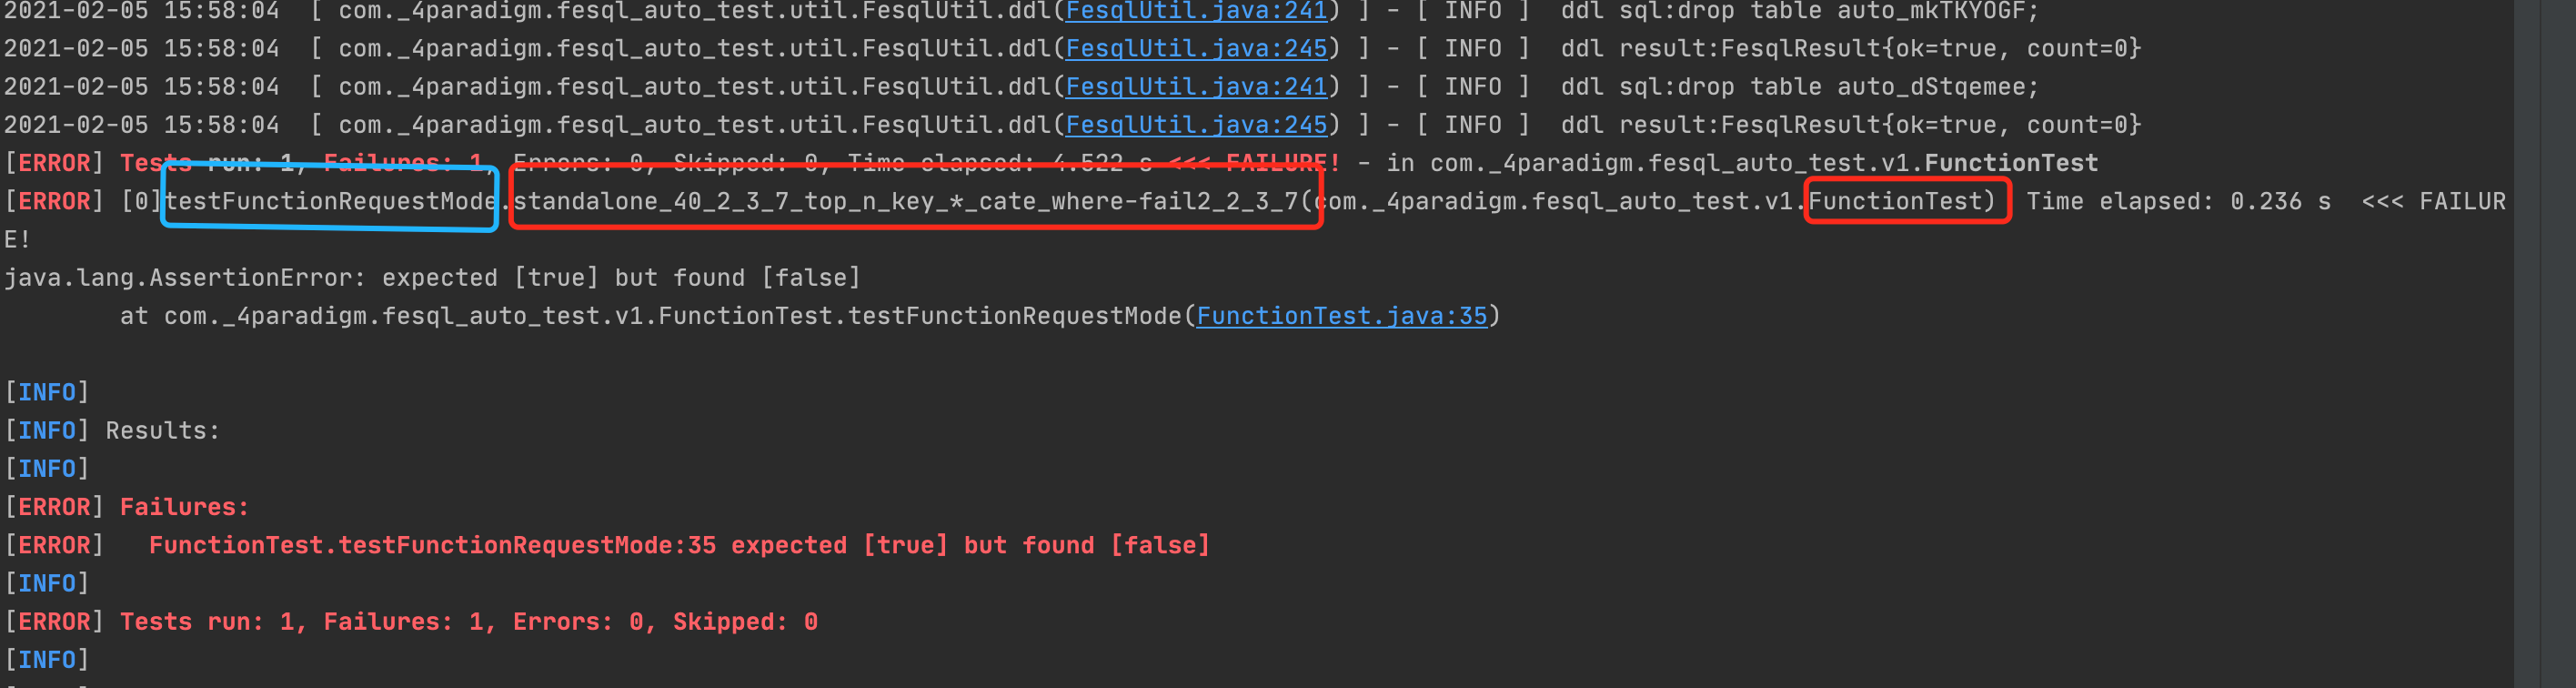 2021-02-05 15:58:04  [ com._4paradigm.fesql_auto_test.util.FesqlUtil.ddl(FesqlUtil.java:241) ] - [ INFO ]  ddl sql:drop table auto_mkTKYOGF;
2021-02-05 15:58:04  [ com._4paradigm.fesql_auto_test.util.FesqlUtil.ddl(FesqlUtil.java:245) ] - [ INFO ]  ddl result:FesqlResult{ok=true, count=0}
2021-02-05 15:58:04  [ com._4paradigm.fesql_auto_test.util.FesqlUtil.ddl(FesqlUtil.java:241) ] - [ INFO ]  ddl sql:drop table auto_dStqemee;
2021-02-05 15:58:04  [ com._4paradigm.fesql_auto_test.util.FesqlUtil.ddl(FesqlUtil.java:245) ] - [ INFO ]  ddl result:FesqlResult{ok=true, count=0}
[ERROR] Tests run: 1, Failures: 1, Errors: 0, Skipped: 0, Time elapsed: 4.522 s <<< FAILURE! - in com._4paradigm.fesql_auto_test.v1.FunctionTest
[ERROR] [0]testFunctionRequestMode.standalone_40_2_3_7_top_n_key_*_cate_where-fail2_2_3_7(com._4paradigm.fesql_auto_test.v1.FunctionTest)  Time elapsed: 0.236 s  <<< FAILUR
E!
java.lang.AssertionError: expected [true] but found [false]
        at com._4paradigm.fesql_auto_test.v1.FunctionTest.testFunctionRequestMode(FunctionTest.java:35)
[INFO]
[INFO] Results:
[INFO]
[ERROR] Failures:
[ERROR]   FunctionTest.testFunctionRequestMode:35 expected [true] but found [false]
[INFO]
[ERROR] Tests run: 1, Failures: 1, Errors: 0, Skipped: 0
[INFO]